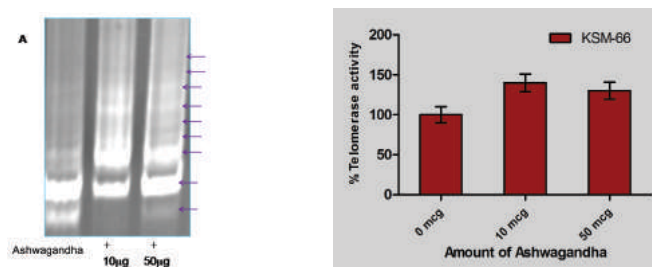 A
Ashwagandha + +
10µg 50µg
KSM-66
% Telomerase activity
200
150
100
50
0
0 mcg
10 mcg
50 mcg
Amount of Ashwagandha